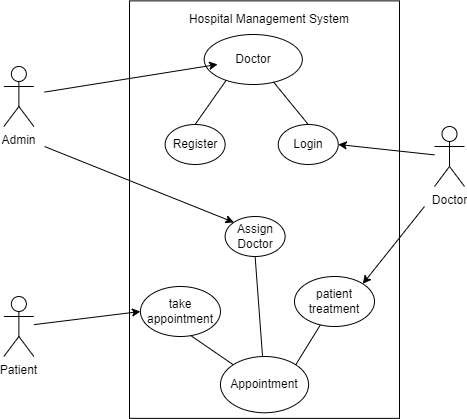 Hospital Management System
Doctor
Admin
Register
Login
Doctor
Assign
Doctor
take
appointment
patient
treatment
Patient
Appointment